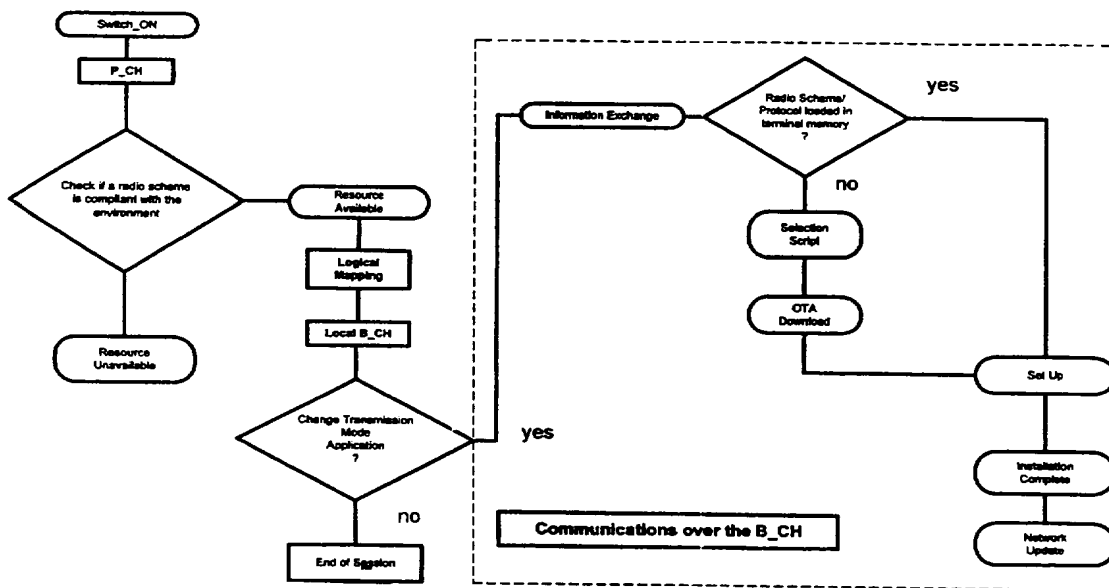 Switch_ON
P_CH
Check if a radio scheme
is compliant with the
environment
Resource
Unavailable
Resource
Available
Logical
Mapping
Local B_CH
Change Transmission
Mode
Application
?
no
End of Session
yes
Information Exchange
Radio Scheme/
Protocol loaded in
terminal memory
?
yes
no
Selection
Script
OTA
Download
Set Up
Installation
Complete
Network
Update
Communications over the B_CH